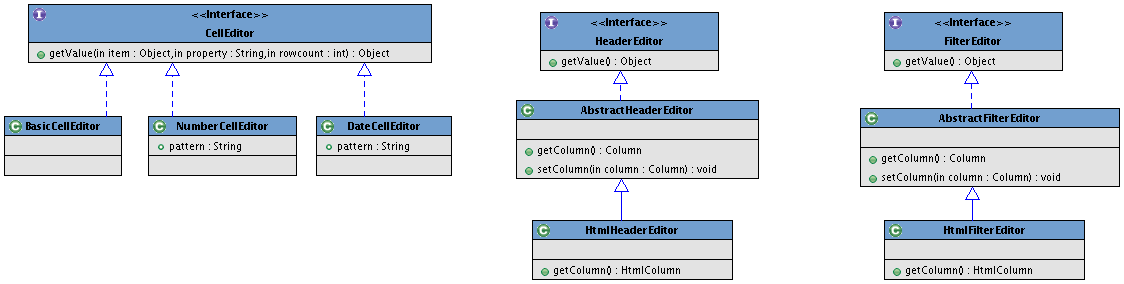 I
<<Interface>>
CellEditor
getValue(in item : Object,in property : String,in rowcount : int) : Object
C BasicCellEditor
C NumberCellEditor
pattern : String
C DateCellEditor
pattern : String
I
<<Interface>>
HeaderEditor
getValue() : Object
C AbstractHeaderEditor
getColumn() : Column
setColumn(in column : Column) : void
C HtmlHeaderEditor
getColumn() : HtmlColumn
I
<<Interface>>
FilterEditor
getValue() : Object
C AbstractFilterEditor
getColumn() : Column
setColumn(in column : Column) : void
C HtmlFilterEditor
getColumn() : HtmlColumn